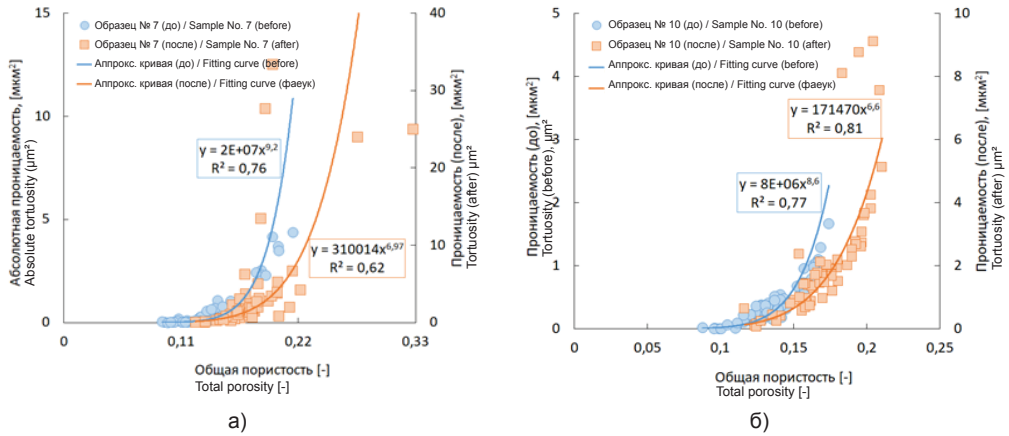 Образец № 7 (до) / Sample No. 7 (before)
Образец № 7 (после) / Sample No. 7 (after)
Аппрокс. кривая (до) / Fitting curve (before)
Аппрокс. кривая (после) / Fitting curve (фаеук)
Абсолютная проницаемость, [мкм²]
Absolute tortuosity (μm²)
15
10
5
0
y = 2E+07x^9,2
R² = 0,76
y = 310014x^6,97
R² = 0,62
40
30
20
10
0
Проницаемость (после), [мкм²]
Tortuosity (after) μm²
0
0,11
0,22
0,33
Общая пористость [-]
Total porosity [-]
а)
Образец № 10 (до) / Sample No. 10 (before)
Образец № 10 (после) / Sample No. 10 (after)
Аппрокс. кривая (до) / Fitting curve (before)
Аппрокс. кривая (после) / Fitting curve (after)
Проницаемость (до), [мкм²]
Tortuosity (before), μm²
5
4
3
2
1
0
y = 171470x^6,6
R² = 0,81
y = 8E+06x^8,6
R² = 0,77
10
8
6
4
2
0
Проницаемость (после), [мкм²]
Tortuosity (after) μm²
0
0,05
0,1
0,15
0,2
0,25
Общая пористость [-]
Total porosity [-]
б)